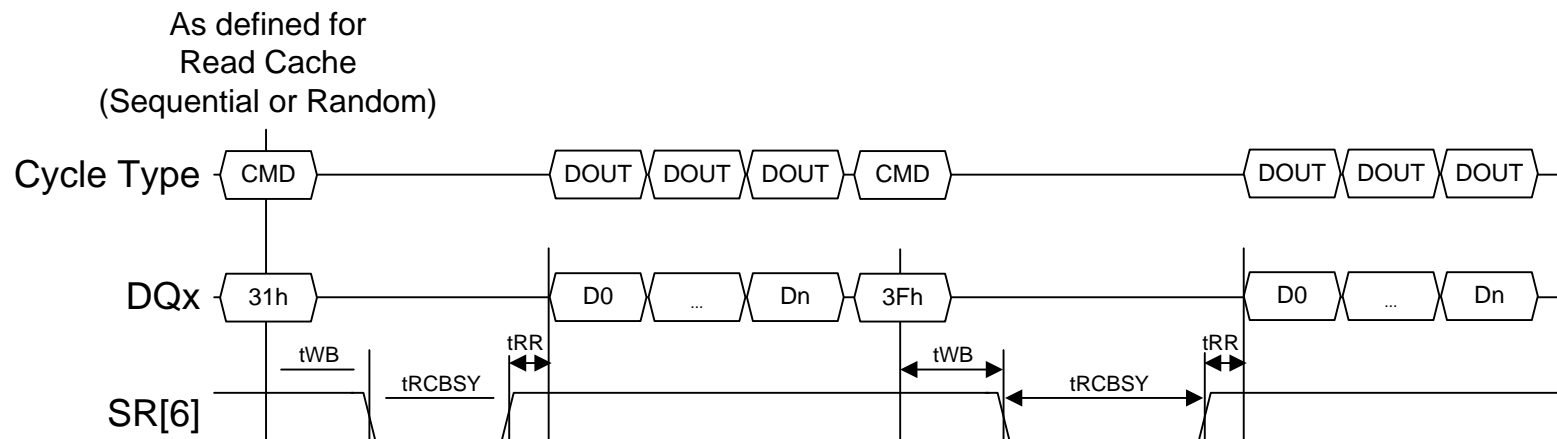 As defined for
Read Cache
(Sequential or Random)
Cycle Type CMD DOUT DOUT DOUT CMD DOUT DOUT DOUT
DQx 31h D0 ... Dn 3Fh D0 ... Dn
tWB tRCBSY tRR tWB tRCBSY tRR
SR[6]